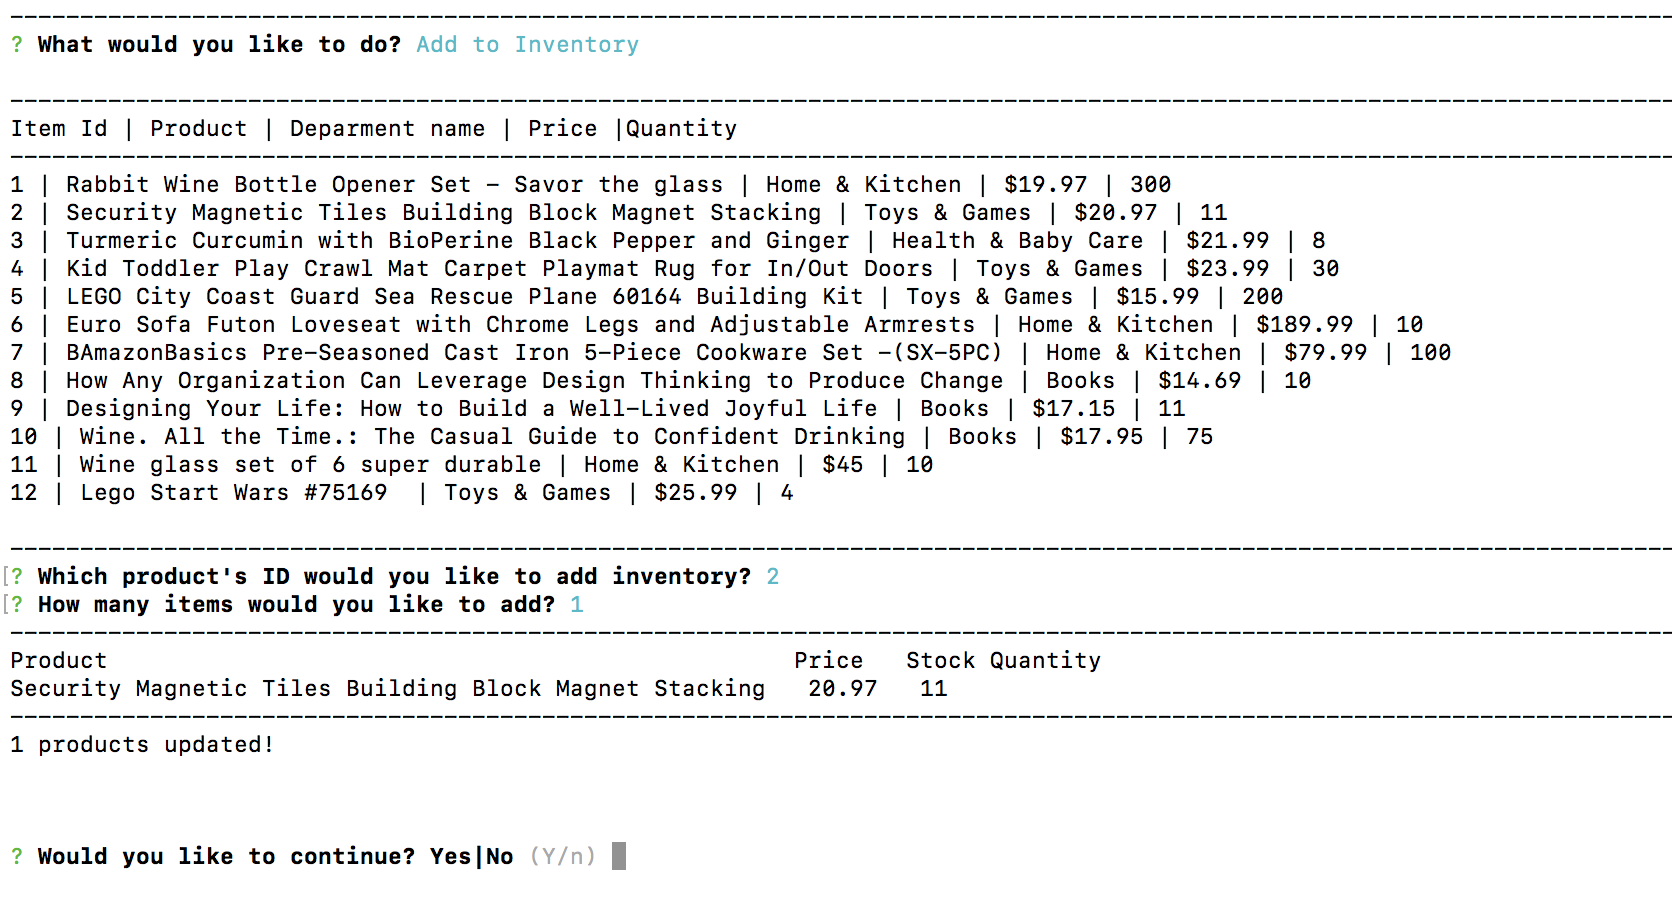 ? What would you like to do? Add to Inventory
Item Id | Product | Deparment name | Price |Quantity
1 | Rabbit Wine Bottle Opener Set - Savor the glass | Home & Kitchen | $19.97 | 300
2 | Security Magnetic Tiles Building Block Magnet Stacking | Toys & Games | $20.97 | 11
3 | Turmeric Curcumin with BioPerine Black Pepper and Ginger | Health & Baby Care | $21.99 | 8
4 | Kid Toddler Play Crawl Mat Carpet Playmat Rug for In/Out Doors | Toys & Games | $23.99 | 30
5 | LEGO City Coast Guard Sea Rescue Plane 60164 Building Kit | Toys & Games | $15.99 | 200
6 | Euro Sofa Futon Loveseat with Chrome Legs and Adjustable Armrests | Home & Kitchen | $189.99 | 10
7 | BAmazonBasics Pre-Seasoned Cast Iron 5-Piece Cookware Set -(SX-5PC) | Home & Kitchen | $79.99 | 100
8 | How Any Organization Can Leverage Design Thinking to Produce Change | Books | $14.69 | 10
9 | Designing Your Life: How to Build a Well-Lived Joyful Life | Books | $17.15 | 11
10 | Wine. All the Time.: The Casual Guide to Confident Drinking | Books | $17.95 | 75
11 | Wine glass set of 6 super durable | Home & Kitchen | $45 | 10
12 | Lego Start Wars #75169  | Toys & Games | $25.99 | 4
[? Which product's ID would you like to add inventory? 2
[? How many items would you like to add? 1
Product Price Stock Quantity
Security Magnetic Tiles Building Block Magnet Stacking 20.97 11
1 products updated!
? Would you like to continue? Yes|No (Y/n)